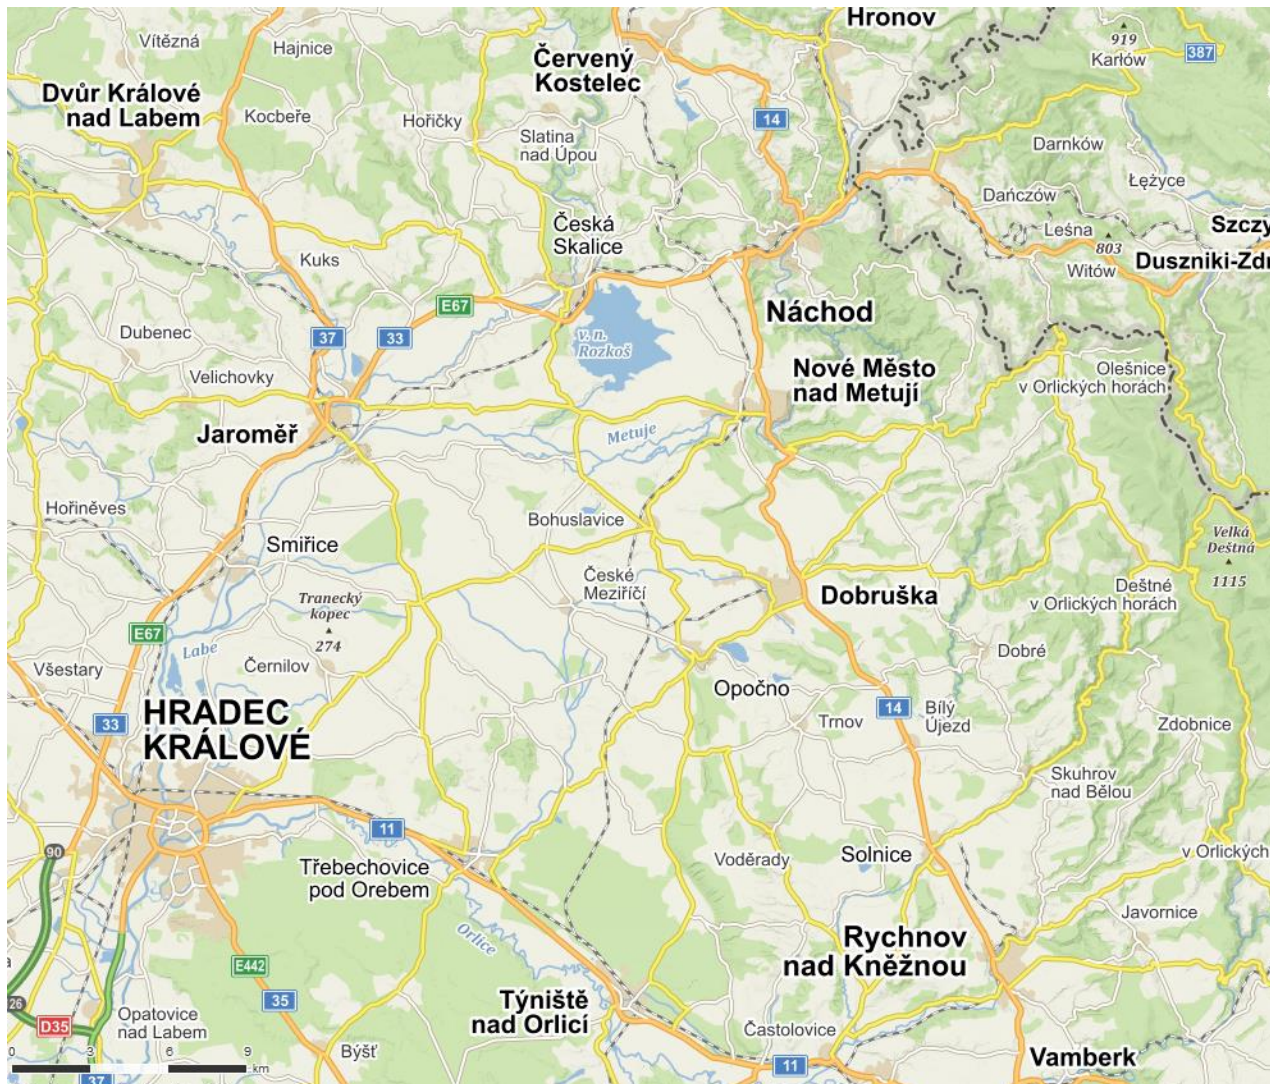 Hronov
Vítězná
Hajnice
919
Karłów
387
Červený
Kostelec
Dvůr Králové
nad Labem
Kocbeře
Hořičky
14
Slatina
nad Úpou
Darnków
Łężyce
Dańczów
Česká
Skalice
Leśna
803
Szczy
Kuks
Witów
Duszniki-Zdr
E67
Náchod
37
33
v. n.
Rozkoš
Dubenec
Velichovky
Nové Město
nad Metují
Olešnice
v Orlických horách
Jaroměř
Metuje
Hořiněves
Bohuslavice
Smiřice
Velká
Deštná
1115
České
Meziříčí
Dobruška
Deštné
v Orlických horách
Tranecký
kopec
274
E67
Labe
Všestary
Černilov
Dobré
Opočno
HRADEC
KRÁLOVÉ
33
14
Trnov
Bílý
Újezd
Zdobnice
Skuhrov
nad Bělou
11
90
Třebechovice
pod Orebem
Voděrady
Solnice
v Orlických
Javornice
Orlice
Rychnov
nad Kněžnou
E442
35
Týniště
nad Orlicí
26
D35
Opatovice
nad Labem
Býšť
Častolovice
11
Vamberk
0 3 6 9
km
37